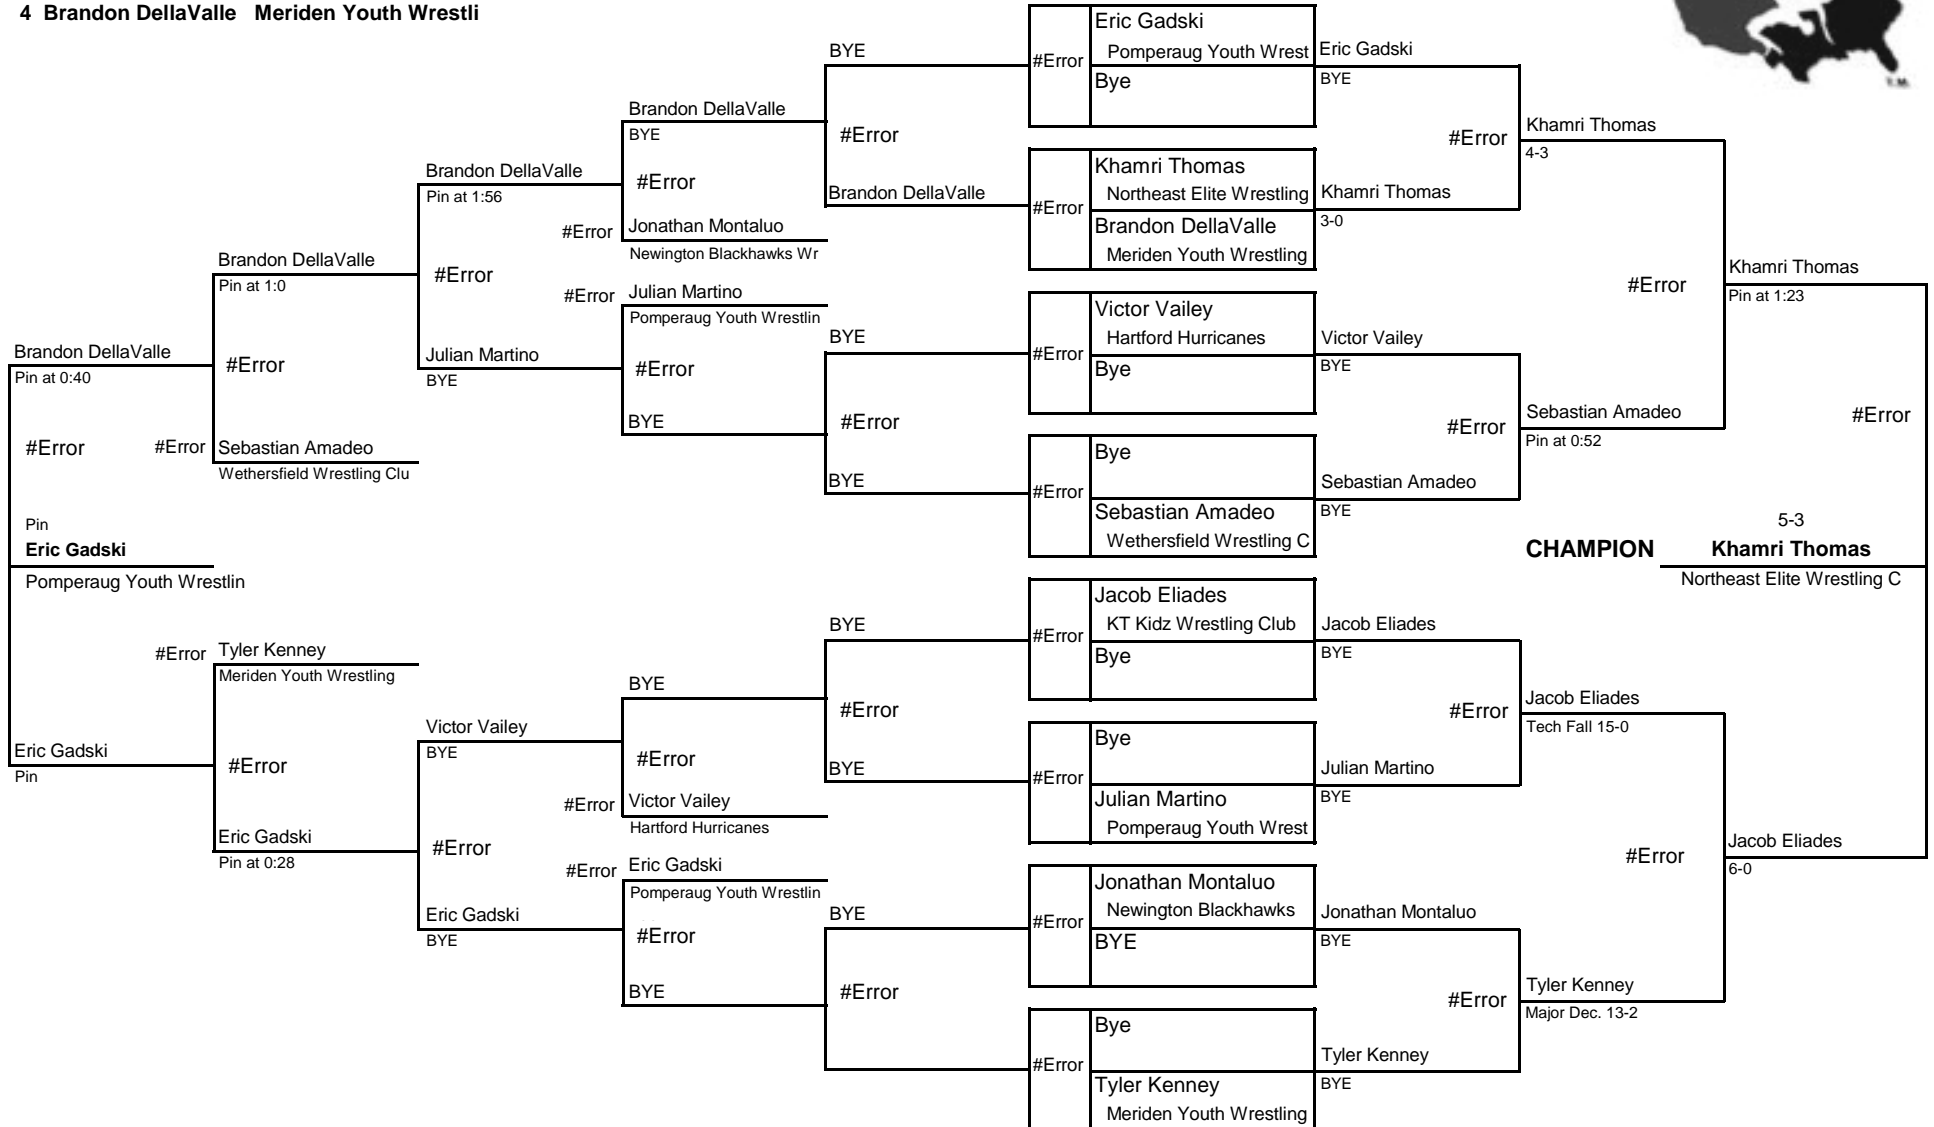 4 Brandon DellaValle Meriden Youth Wrestli
Brandon DellaValle
Pin at 0:40
#Error
Pin
Eric Gadski
Pomperaug Youth Wrestlin
Eric Gadski
Pin
Brandon DellaValle
Pin at 1:0
#Error
#Error
Sebastian Amadeo
Wethersfield Wrestling Clu
#Error
Tyler Kenney
Meriden Youth Wrestling
#Error
Eric Gadski
Pin at 0:28
Brandon DellaValle
Pin at 1:56
#Error
Julian Martino
BYE
Victor Vailey
BYE
#Error
Eric Gadski
BYE
Brandon DellaValle
BYE
#Error
#Error
Jonathan Montaluo
Newington Blackhawks Wr
#Error
Julian Martino
Pomperaug Youth Wrestlin
#Error
BYE
BYE
#Error
#Error
Victor Vailey
Hartford Hurricanes
#Error
Eric Gadski
Pomperaug Youth Wrestlin
#Error
BYE
BYE
#Error
Brandon DellaValle
BYE
#Error
BYE
BYE
#Error
BYE
BYE
#Error
#Error
Eric Gadski
Pomperaug Youth Wrest
Bye
#Error
Khamri Thomas
Northeast Elite Wrestling
Brandon DellaValle
Meriden Youth Wrestling
#Error
Victor Vailey
Hartford Hurricanes
Bye
#Error
Bye
Sebastian Amadeo
Wethersfield Wrestling C
#Error
Jacob Eliades
KT Kidz Wrestling Club
Bye
#Error
Bye
Julian Martino
Pomperaug Youth Wrest
#Error
Jonathan Montaluo
Newington Blackhawks
BYE
#Error
Bye
Tyler Kenney
Meriden Youth Wrestling
Eric Gadski
BYE
#Error
Khamri Thomas
3-0
Victor Vailey
BYE
#Error
Sebastian Amadeo
BYE
Jacob Eliades
BYE
#Error
Julian Martino
BYE
Jonathan Montaluo
BYE
#Error
Tyler Kenney
BYE
Khamri Thomas
4-3
#Error
Sebastian Amadeo
Pin at 0:52
Jacob Eliades
Tech Fall 15-0
#Error
Tyler Kenney
Major Dec. 13-2
Khamri Thomas
Pin at 1:23
#Error
5-3
CHAMPION Khamri Thomas
Northeast Elite Wrestling C
Jacob Eliades
6-0
T.M.